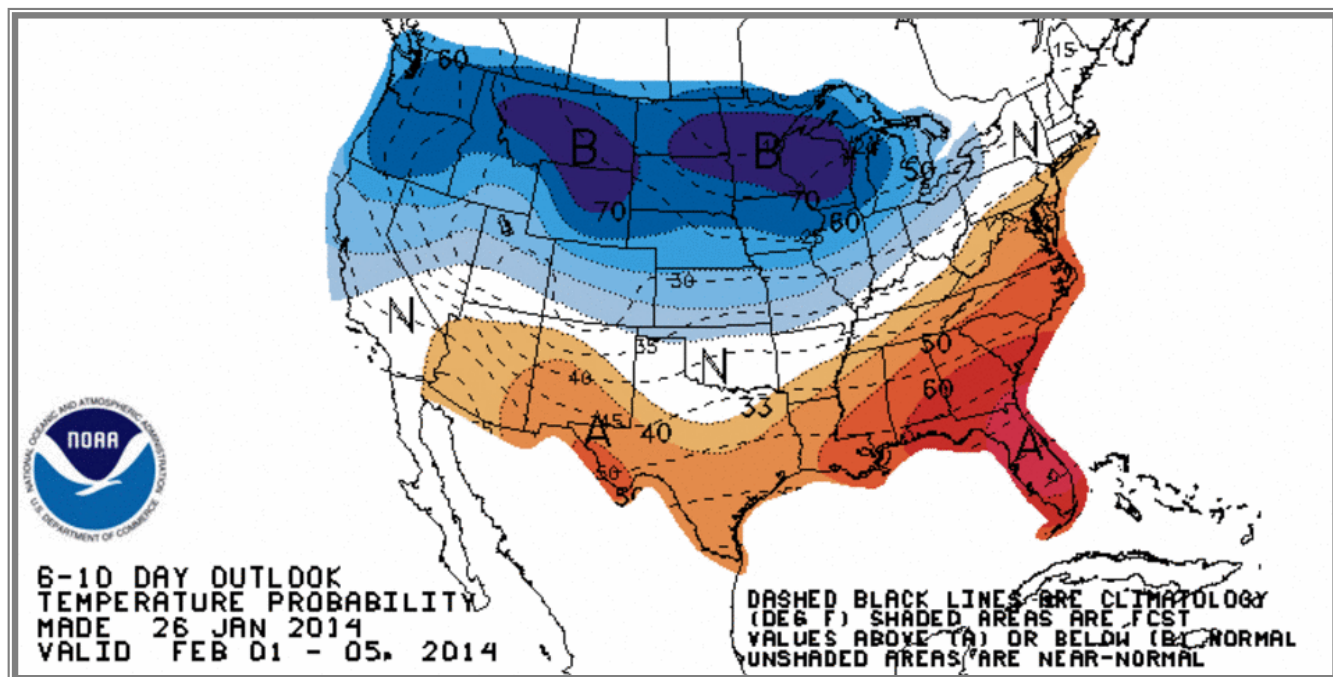 15
60
N
B
B
20
50
70
70
60
25
30
N
35
N
50
40
60
33
45
A
40
A
50
50
NOAA
NATIONAL OCEANIC AND ATMOSPHERIC ADMINISTRATION
U.S. DEPARTMENT OF COMMERCE
6-10 DAY OUTLOOK
TEMPERATURE PROBABILITY
MADE 26 JAN 2014
VALID FEB 01 - 05, 2014
DASHED BLACK LINES ARE CLIMATOLOGY
(DEG F) SHADED AREAS ARE FCST
VALUES ABOVE (A) OR BELOW (B) NORMAL
UNSHADED AREAS ARE NEAR-NORMAL